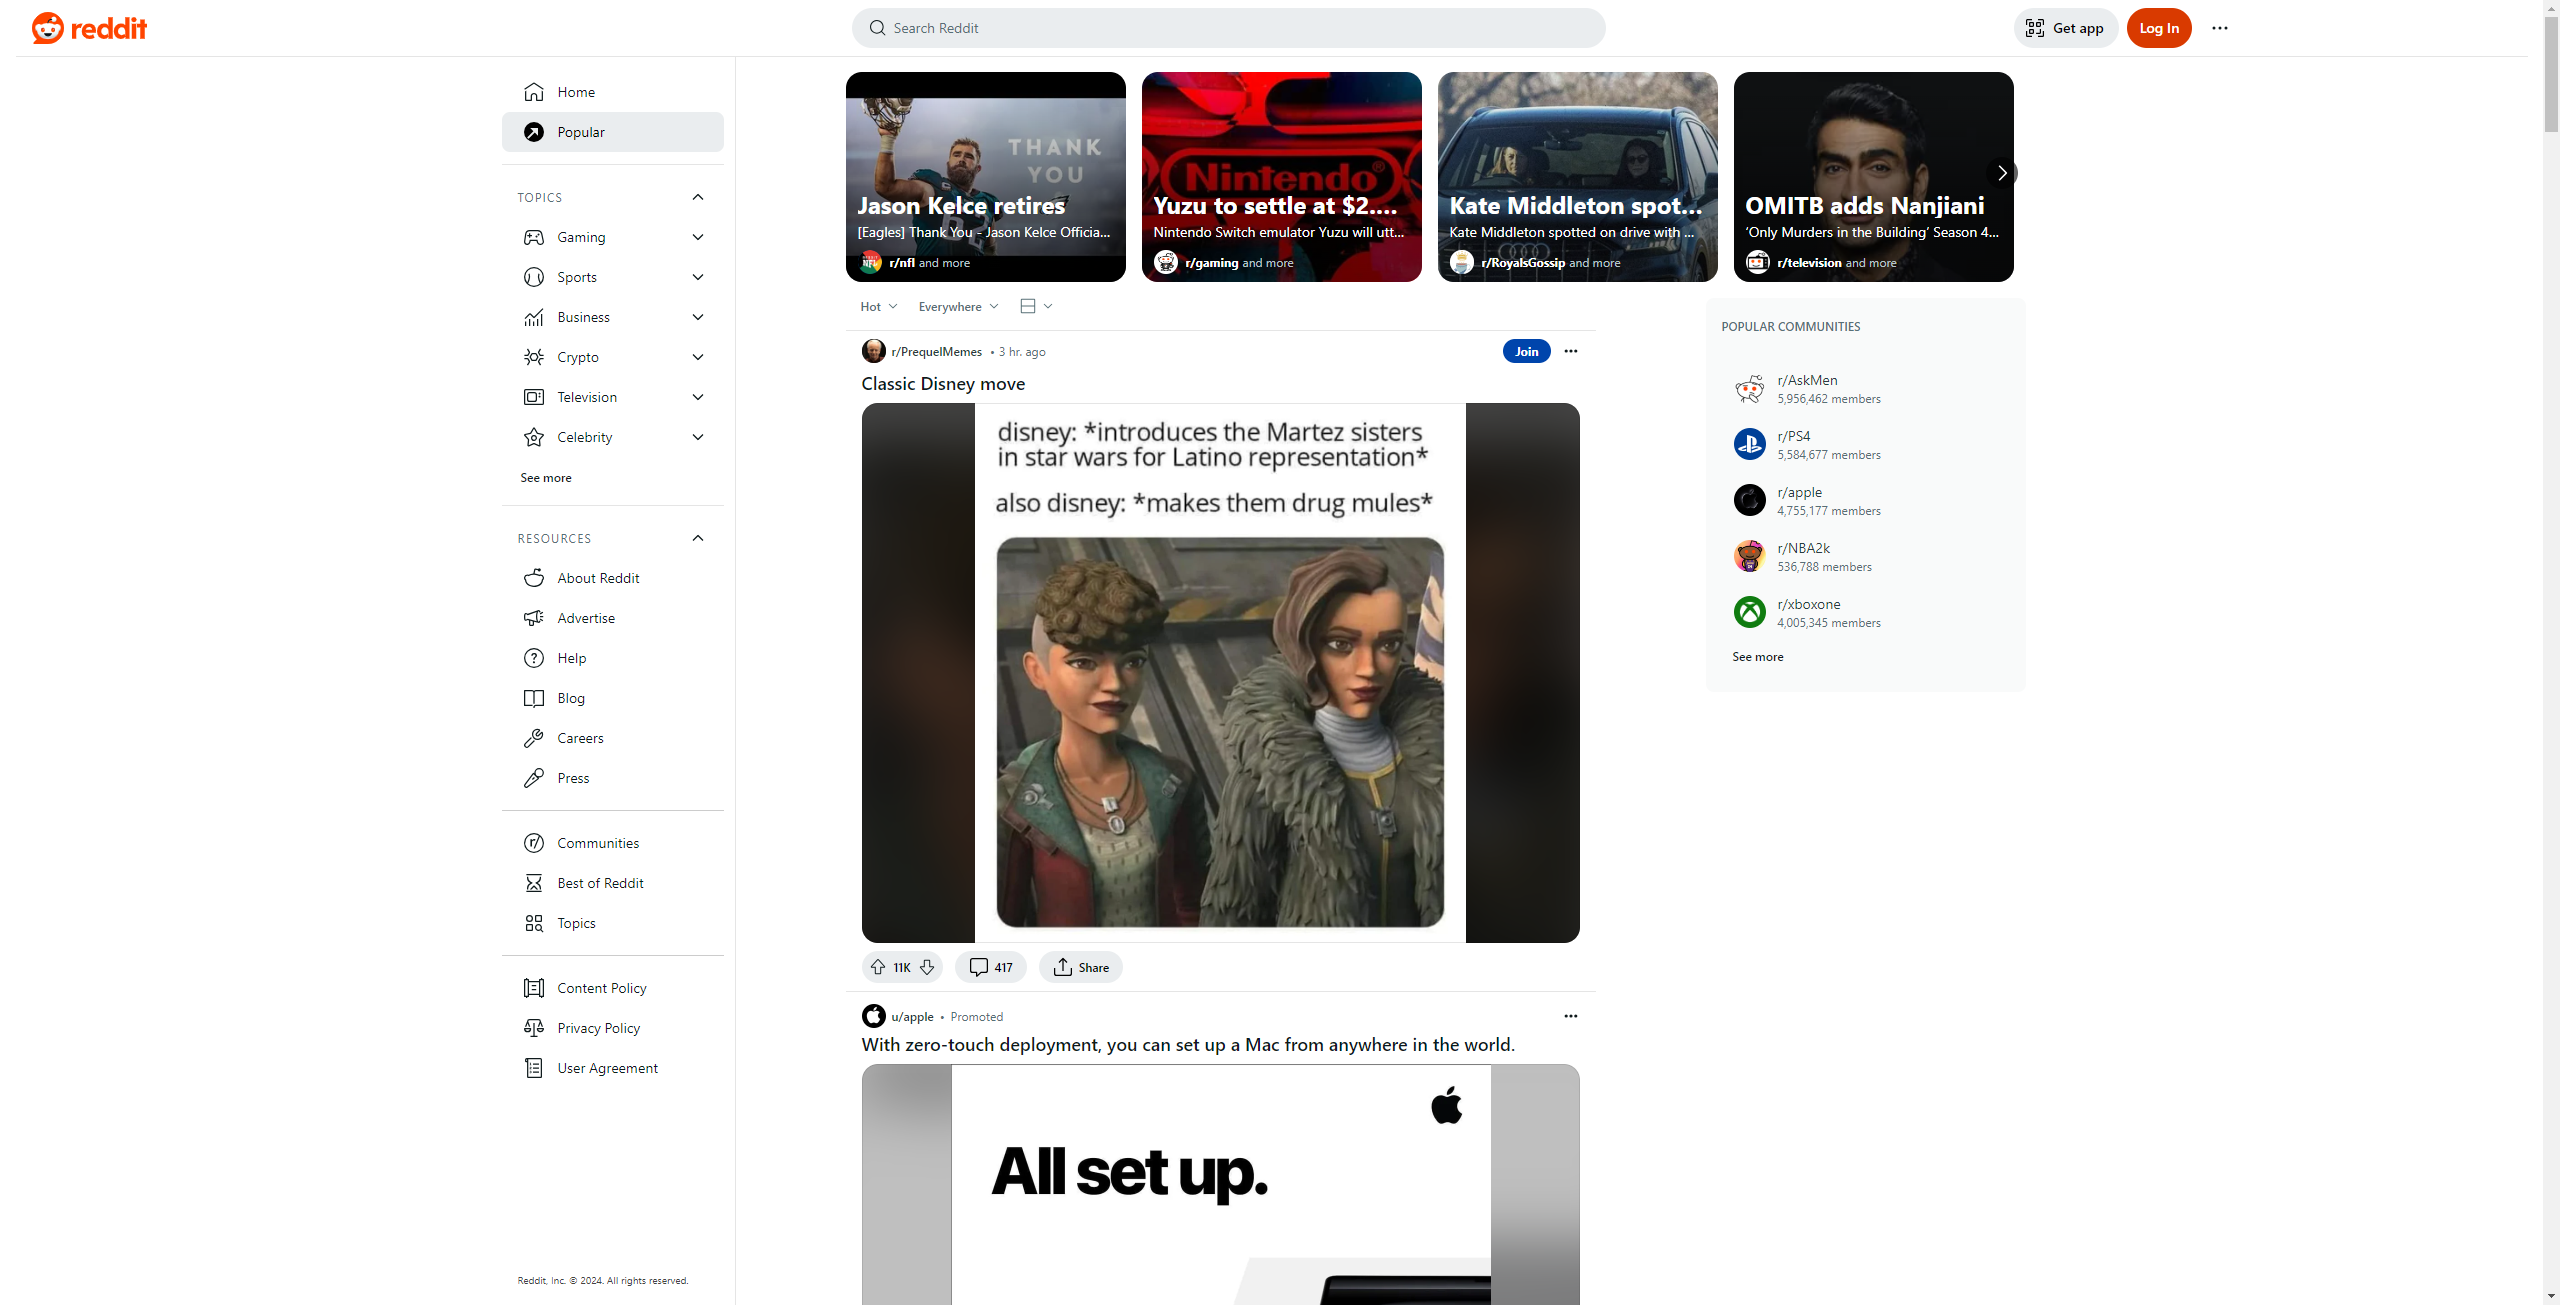 reddit
Search Reddit
Get app
Log In
Home
Popular
TOPICS
Gaming
Sports
Business
Crypto
Television
Celebrity
See more
RESOURCES
About Reddit
Advertise
Help
Blog
Careers
Press
Communities
Best of Reddit
Topics
Content Policy
Privacy Policy
User Agreement
Reddit, Inc. © 2024. All rights reserved.
THANK
YOU
Jason Kelce retires
[Eagles] Thank You - Jason Kelce Officia...
r/nfl and more
Nintendo®
Yuzu to settle at $2....
Nintendo Switch emulator Yuzu will utt...
r/gaming and more
Kate Middleton spot...
Kate Middleton spotted on drive with ...
r/RoyalsGossip and more
OMITB adds Nanjiani
‘Only Murders in the Building’ Season 4...
r/television and more
Hot
Everywhere
r/PrequelMemes • 3 hr. ago
Join
Classic Disney move
disney: *introduces the Martez sisters
in star wars for Latino representation*
also disney: *makes them drug mules*
11K
417
Share
u/apple • Promoted
With zero-touch deployment, you can set up a Mac from anywhere in the world.
All set up.
POPULAR COMMUNITIES
r/AskMen
5,956,462 members
r/PS4
5,584,677 members
r/apple
4,755,177 members
r/NBA2k
536,788 members
r/xboxone
4,005,345 members
See more